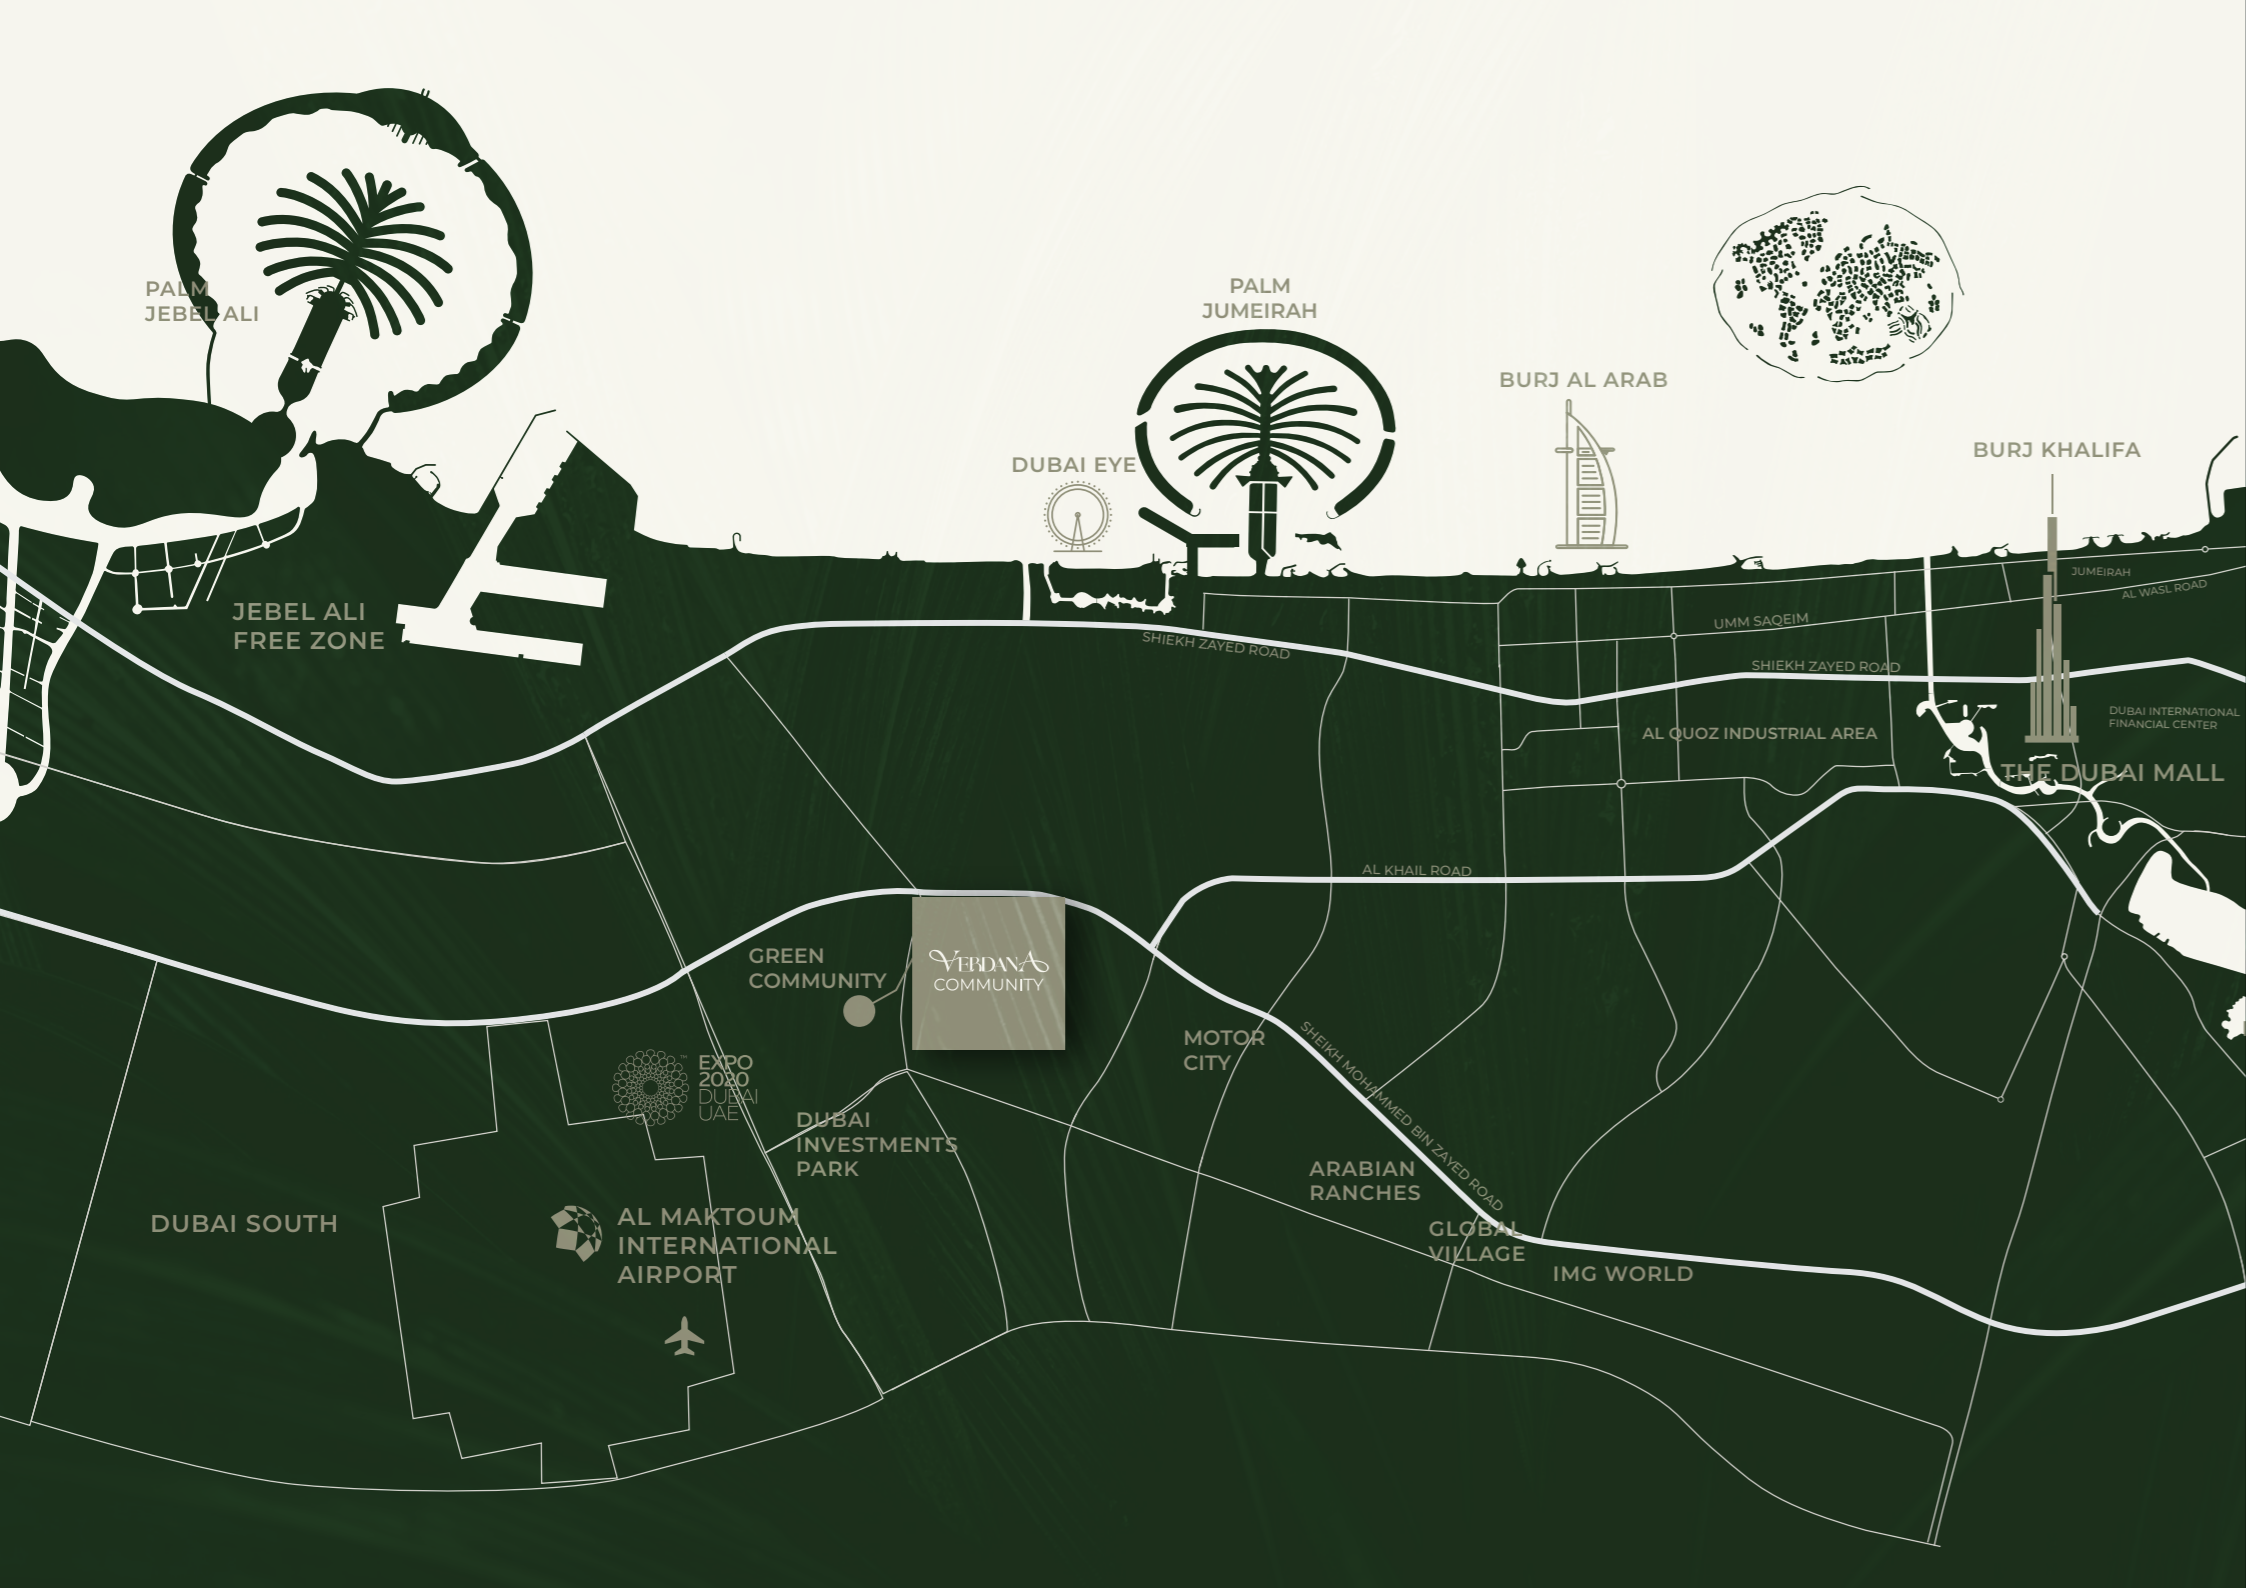 PALM
JEBEL ALI
PALM
JUMEIRAH
BURJ AL ARAB
BURJ KHALIFA
DUBAI EYE
JUMEIRAH
AL WASL ROAD
JEBEL ALI
FREE ZONE
UMM SAQEIM
SHIEKH ZAYED ROAD
SHIEKH ZAYED ROAD
DUBAI INTERNATIONAL
FINANCIAL CENTER
AL QUOZ INDUSTRIAL AREA
THE DUBAI MALL
AL KHAIL ROAD
GREEN
COMMUNITY
VERDANA
COMMUNITY
MOTOR
CITY
SHEIKH MOHAMMED BIN ZAYED ROAD
EXPO
2020
DUBAI
UAE
™
DUBAI
INVESTMENTS
PARK
ARABIAN
RANCHES
DUBAI SOUTH
AL MAKTOUM
INTERNATIONAL
AIRPORT
GLOBAL
VILLAGE
IMG WORLD